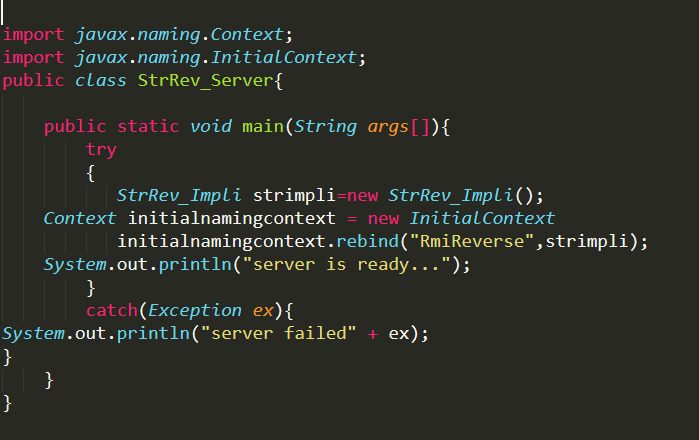 import javax.naming.Context;
import javax.naming.InitialContext;
public class StrRev_Server{
public static void main(String args[]){
try
{
StrRev_Impli strimpli=new StrRev_Impli();
Context initialnamingcontext = new InitialContext
initialnamingcontext.rebind("RmiReverse",strimpli);
System.out.println("server is ready...");
}
catch(Exception ex){
System.out.println("server failed" + ex);
}
}
}